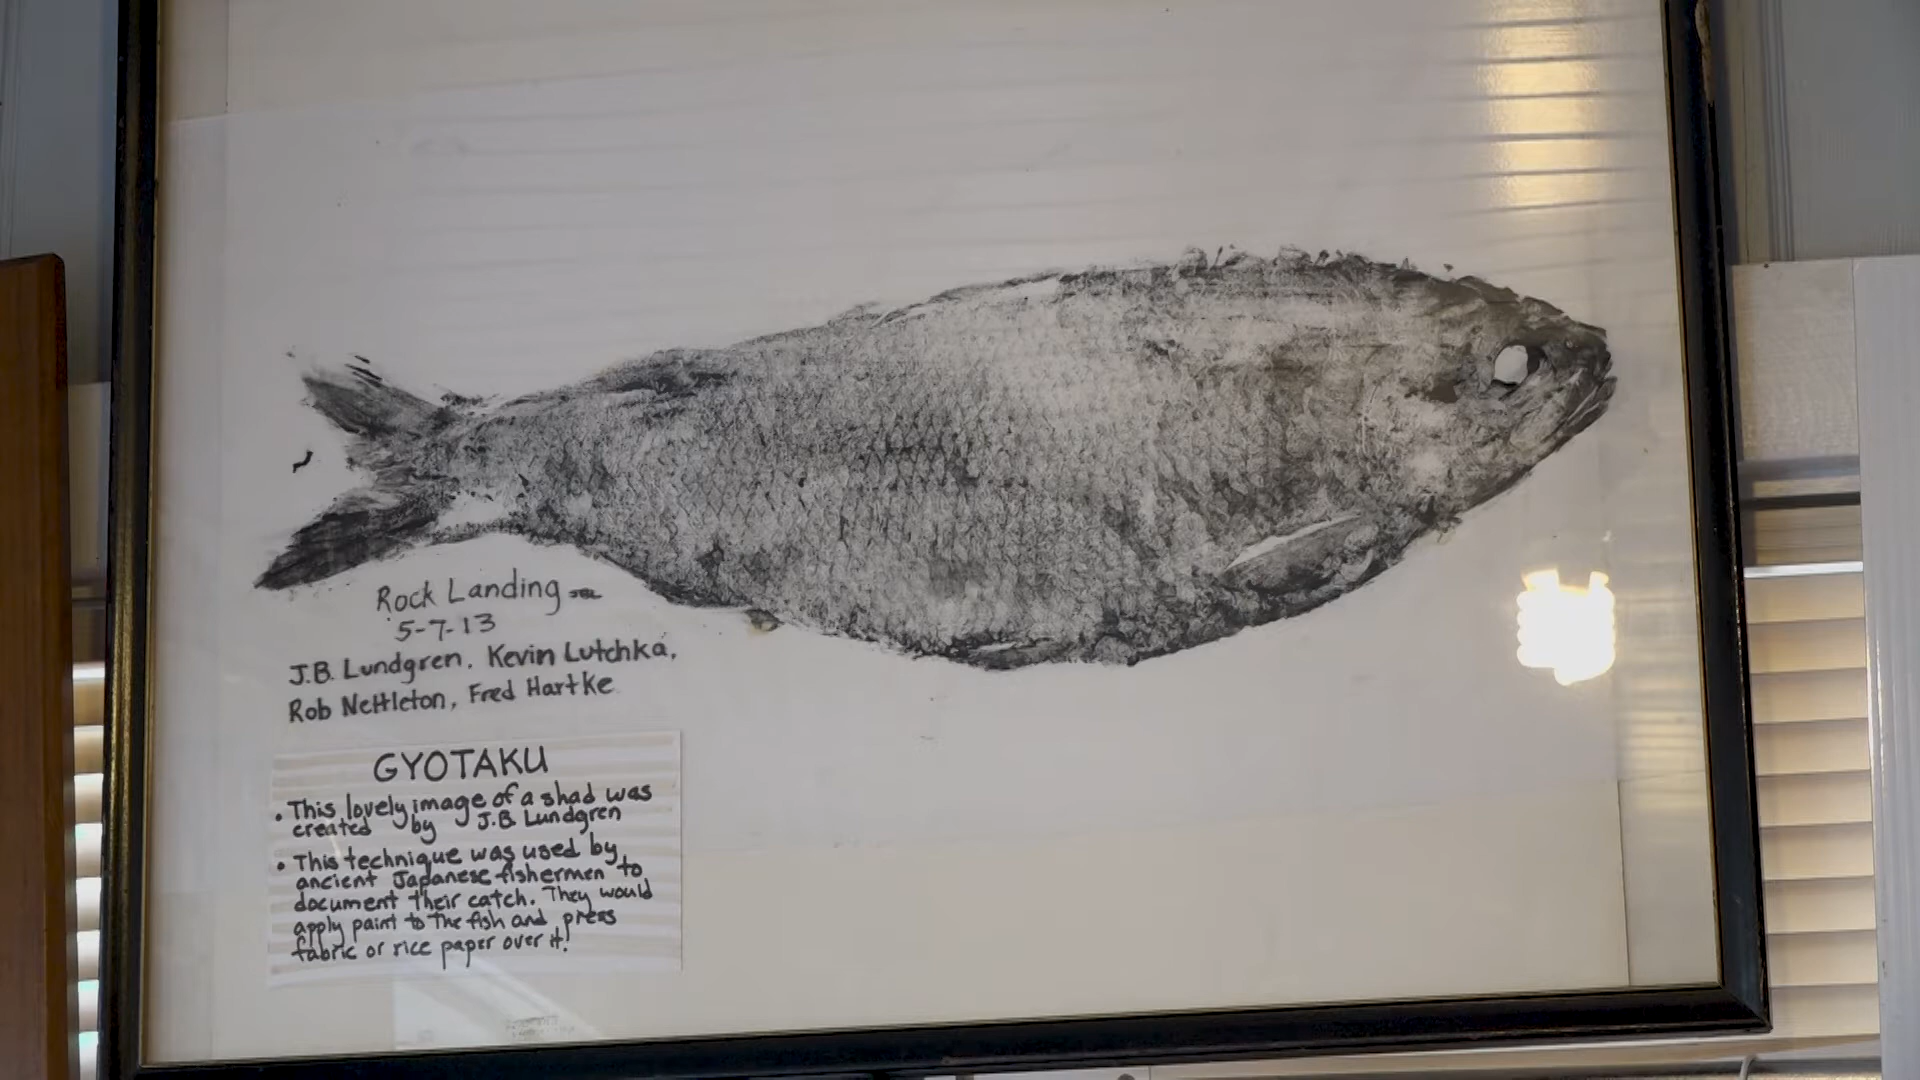 Rock Landing
5-7-13
J.B. Lundgren, Kevin Lutchka,
Rob Nettleton, Fred Hartke
GYOTAKU
• This lovely image of a shad was
created by J.B. Lundgren
• This technique was used by
ancient Japanese fishermen to
document their catch. They would
apply paint to the fish and press
fabric or rice paper over it!